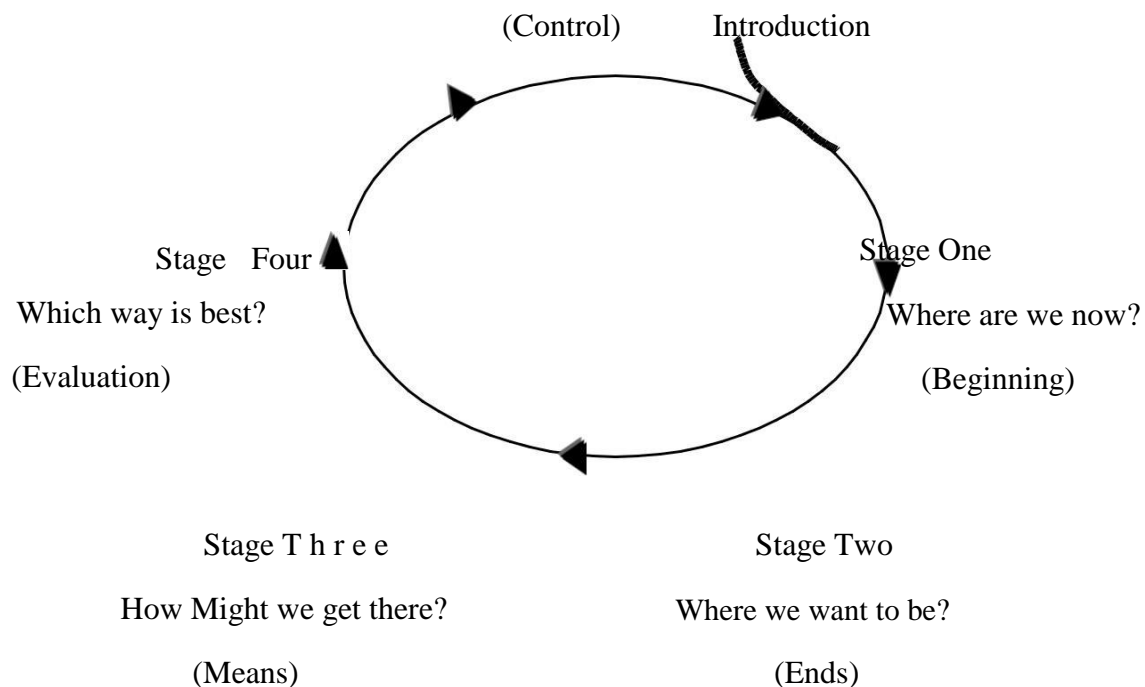 (Control)
Introduction
Stage Four
Which way is best?
(Evaluation)
Stage One
Where are we now?
(Beginning)
Stage T h r e e
How Might we get there?
(Means)
Stage Two
Where we want to be?
(Ends)